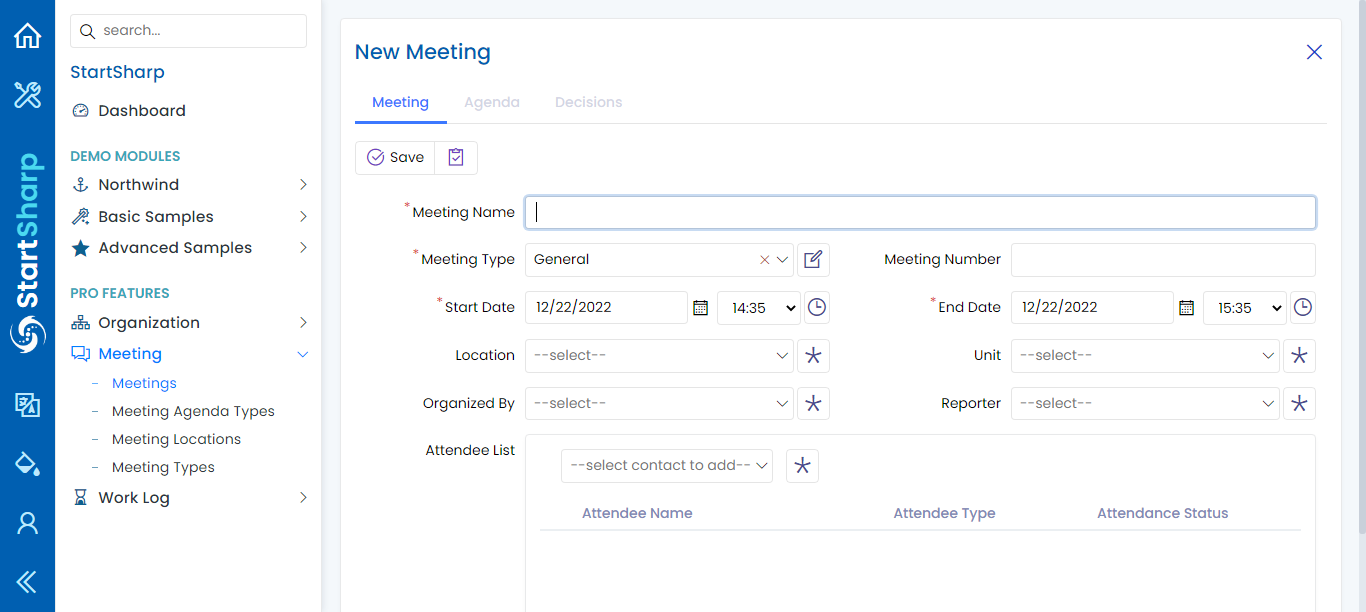 search...
StartSharp
Dashboard
DEMO MODULES
Northwind
Basic Samples
Advanced Samples
PRO FEATURES
Organization
Meeting
- Meetings
- Meeting Agenda Types
- Meeting Locations
- Meeting Types
Work Log
StartSharp
New Meeting
Meeting Agenda Decisions
Save
*Meeting Name
*Meeting Type General Meeting Number
*Start Date 12/22/2022 14:35 *End Date 12/22/2022 15:35
Location --select-- Unit --select--
Organized By --select-- Reporter --select--
Attendee List --select contact to add--
Attendee Name Attendee Type Attendance Status